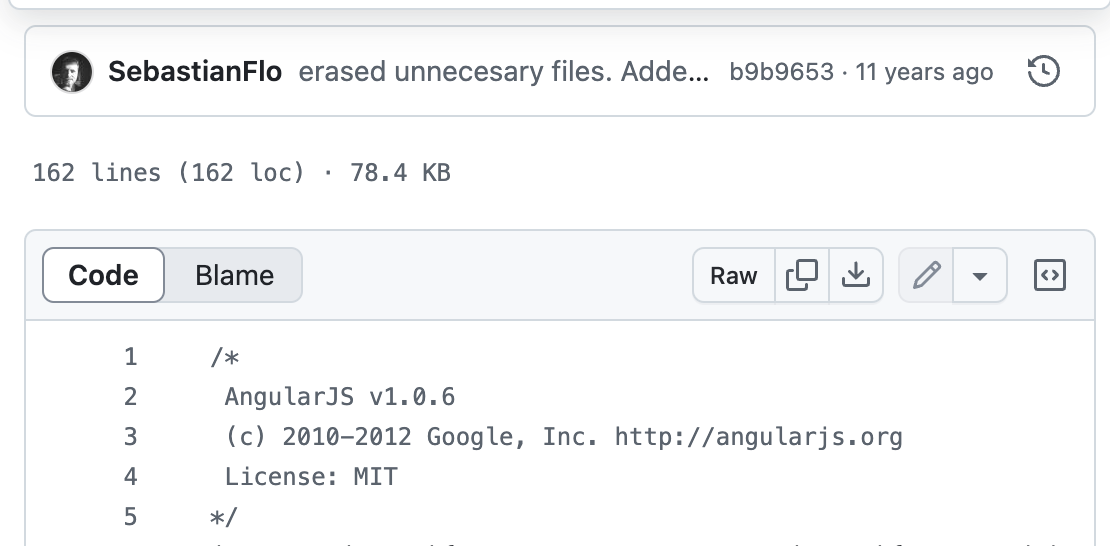 SebastianFlo erased unnecesary files. Adde... b9b9653 · 11 years ago
162 lines (162 loc) · 78.4 KB
Code Blame Raw
1 /*
2 AngularJS v1.0.6
3 (c) 2010-2012 Google, Inc. http://angularjs.org
4 License: MIT
5 */